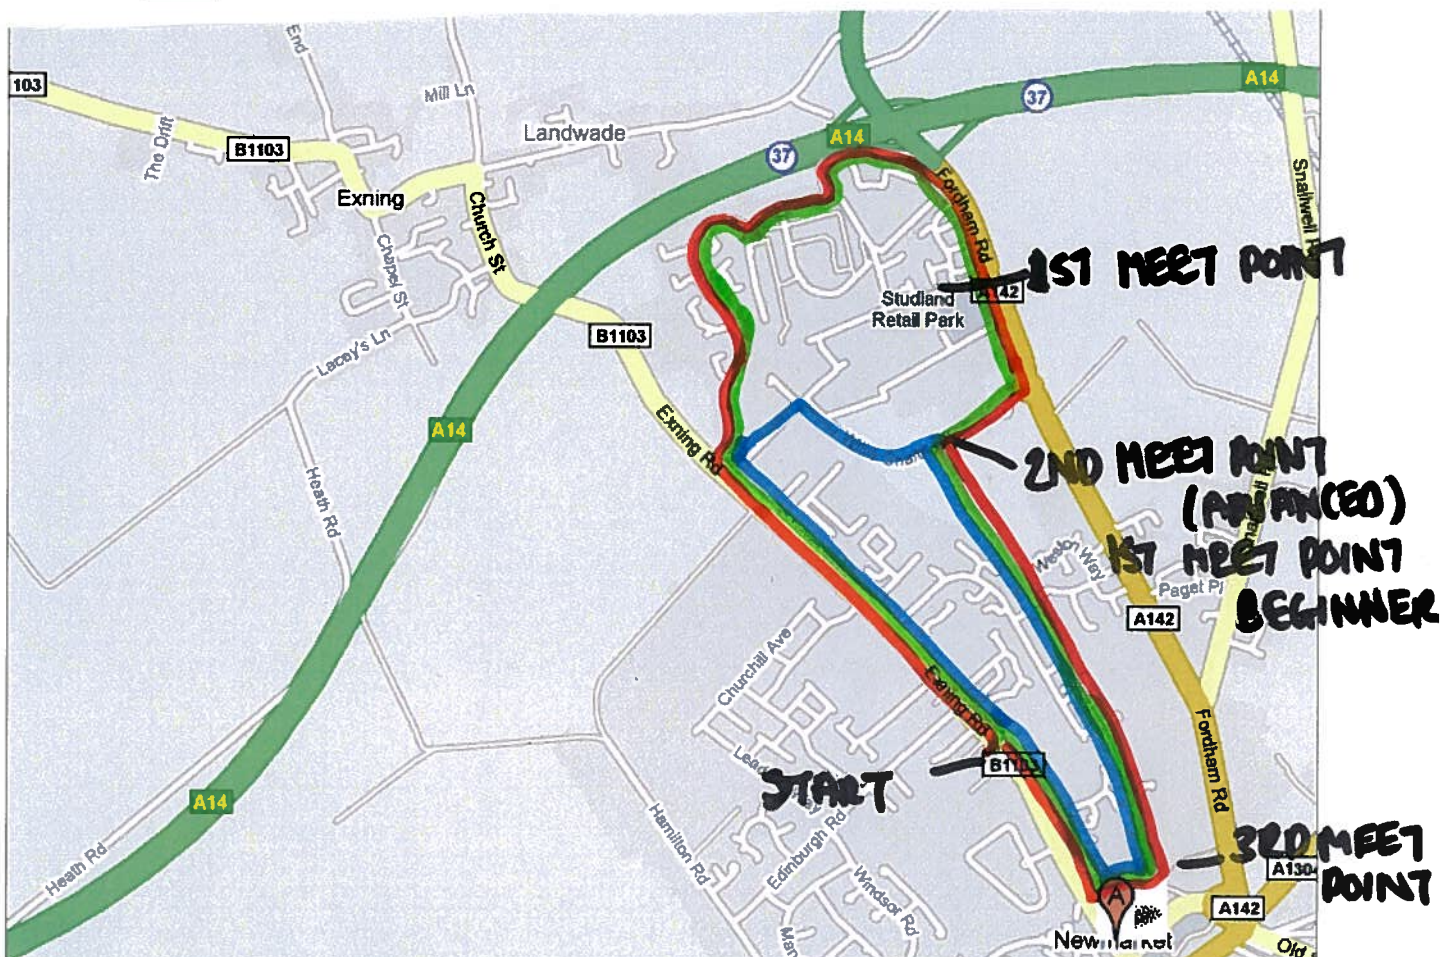 End
103
A14
37
Mill Ln
Landwade
The Drift
B1103
A14
37
Exning
Church St
Fordham Rd
Snailwell R
Chapel St
1ST MEET POINT
42
Studland
Retail Park
B1103
Lacey's Ln
A14
Exning Rd
2ND MEET POINT
(ADVANCED)
Heath Rd
1ST MEET POINT
Weston Way
Paget Pl
BEGINNER
A142
Churchill Ave
Exning Rd
B1103
START
Fordham Rd
A14
Hamilton Rd
Edinburgh Rd
Windsor Rd
3RD MEET
POINT
Heath Rd
A1304
A
A142
Newmarket
Man
Old